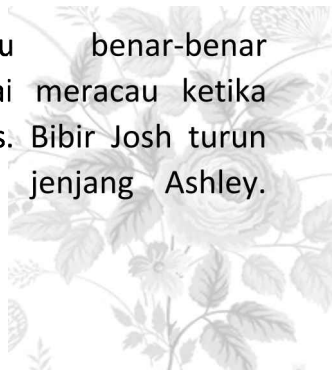 u benar-benar
ai meracau ketika
s. Bibir Josh turun
jenjang Ashley.